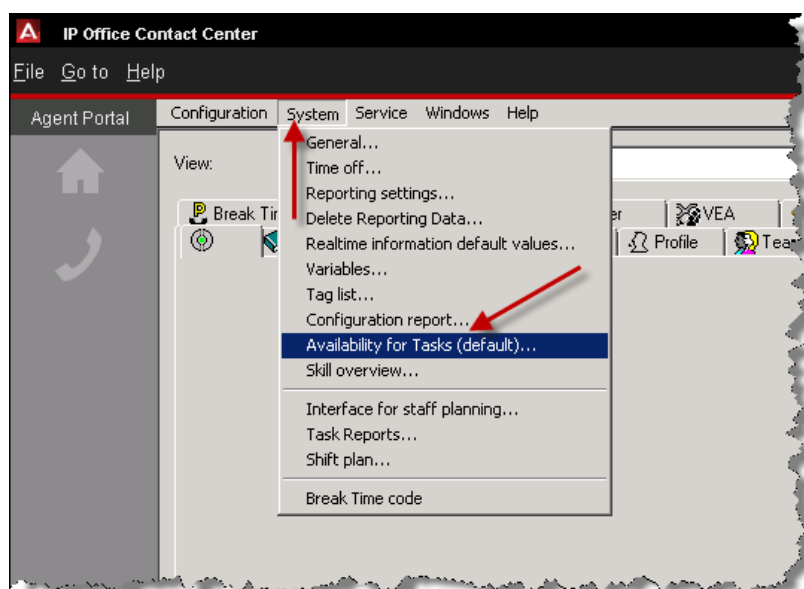 IP Office Contact Center
File Go to Help
Agent Portal Configuration System Service Windows Help
General...
View: Time off...
Reporting settings...
Break Delete Reporting Data... VEA
Realtime information default values... Profile
Variables...
Tag list...
Configuration report...
Availability for Tasks (default)...
Skill overview...
Interface for staff planning...
Task Reports...
Shift plan...
Break Time code